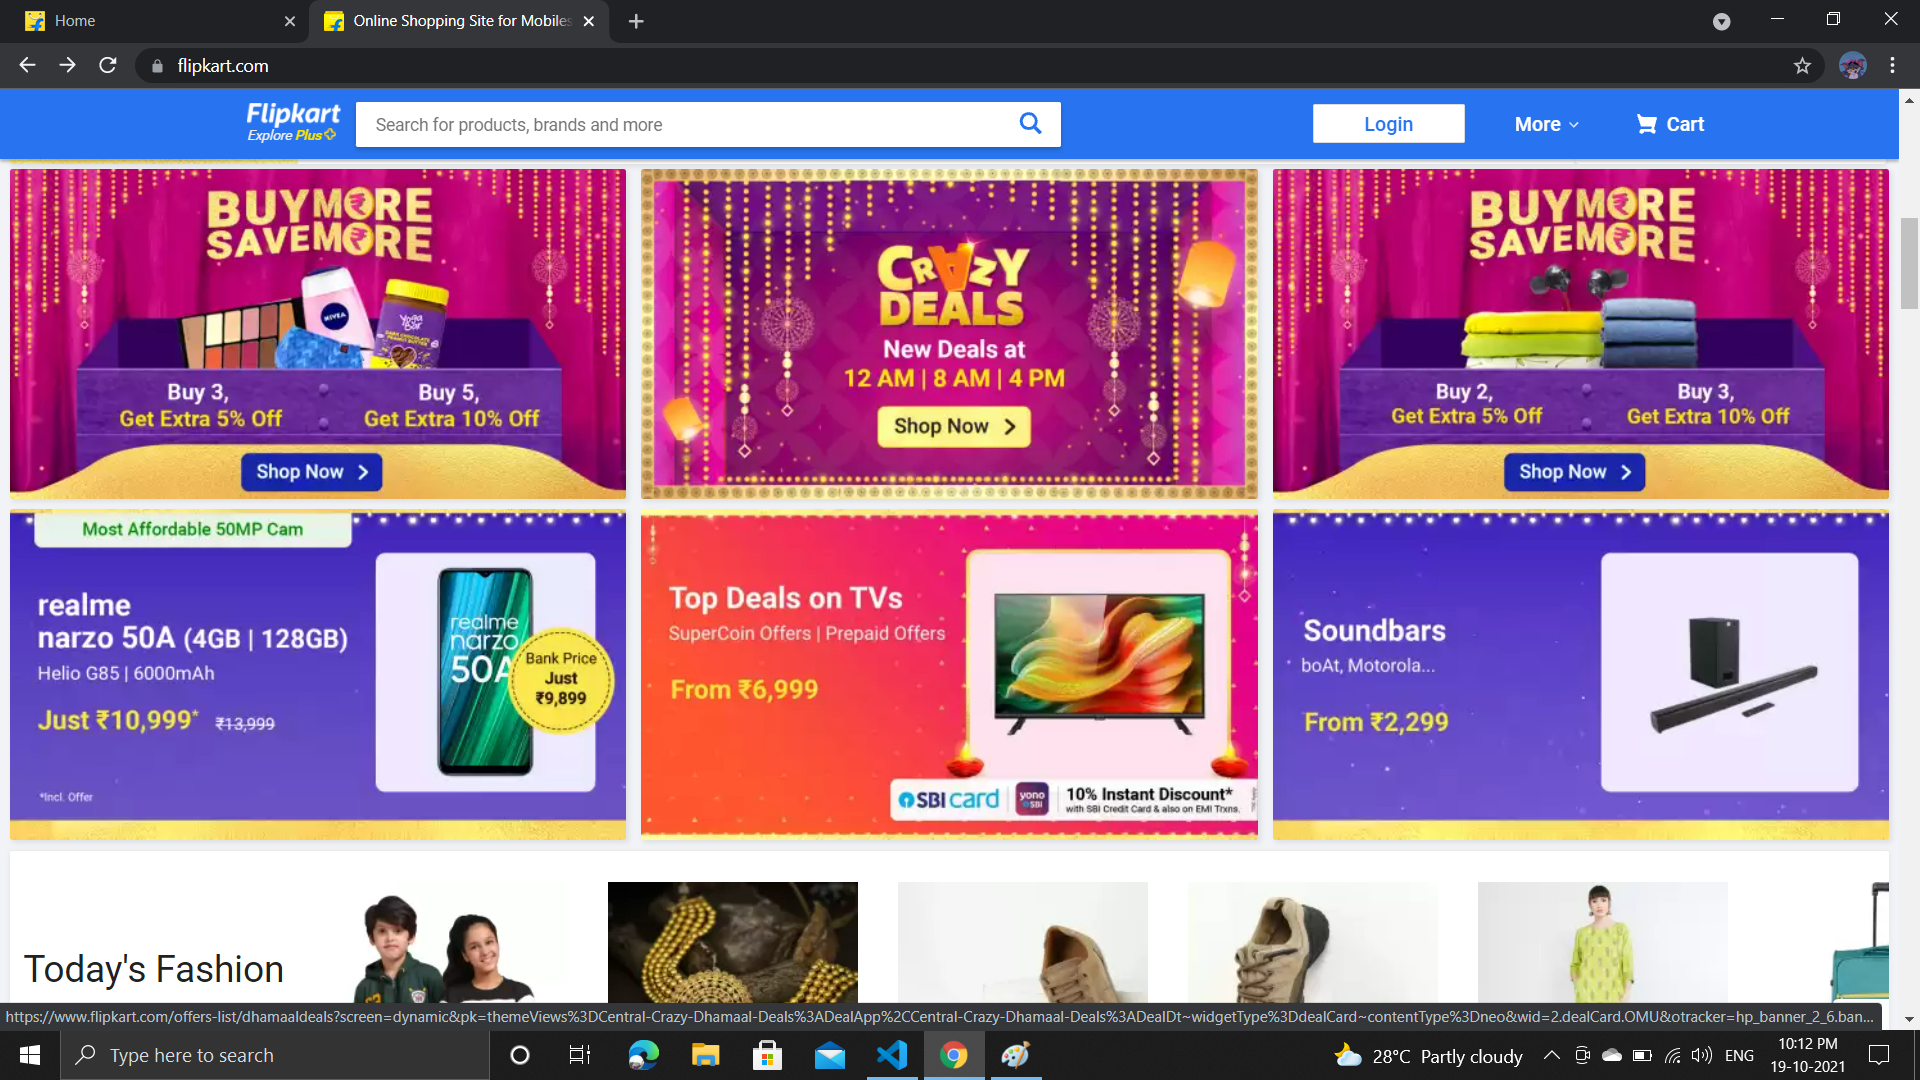 Home
Online Shopping Site for Mobiles
flipkart.com
Flipkart
Explore Plus
Search for products, brands and more
Login
More
Cart
BUY MORE
SAVE MORE
NIVEA
Yoga
Bar
DARK CHOCOLATE
PEANUT BUTTER
Buy 3,
Get Extra 5% Off
Buy 5,
Get Extra 10% Off
Shop Now
CRAZY
DEALS
New Deals at
12 AM | 8 AM | 4 PM
Shop Now
BUY MORE
SAVE MORE
Buy 2,
Get Extra 5% Off
Buy 3,
Get Extra 10% Off
Shop Now
Most Affordable 50MP Cam
realme
narzo 50A (4GB | 128GB)
Helio G85 | 6000mAh
Just ₹10,999*
₹13,999
*Incl. Offer
realme
narzo
50A
Bank Price
Just
₹9,899
Top Deals on TVs
SuperCoin Offers | Prepaid Offers
From ₹6,999
SBI card
yono
SBI
10% Instant Discount*
with SBI Credit Card & also on EMI Trxns.
Soundbars
boAt, Motorola...
From ₹2,299
Today's Fashion
https://www.flipkart.com/offers-list/dhamaaldeals?screen=dynamic&pk=themeViews%3DCentral-Crazy-Dhamaal-Deals%3ADealApp%2CCentral-Crazy-Dhamaal-Deals%3ADealDt~widgetType%3DdealCard~contentType%3Dneo&wid=2.dealCard.OMU&otracker=hp_banner_2_6.ban...
Type here to search
28°C Partly cloudy
ENG
10:12 PM
19-10-2021